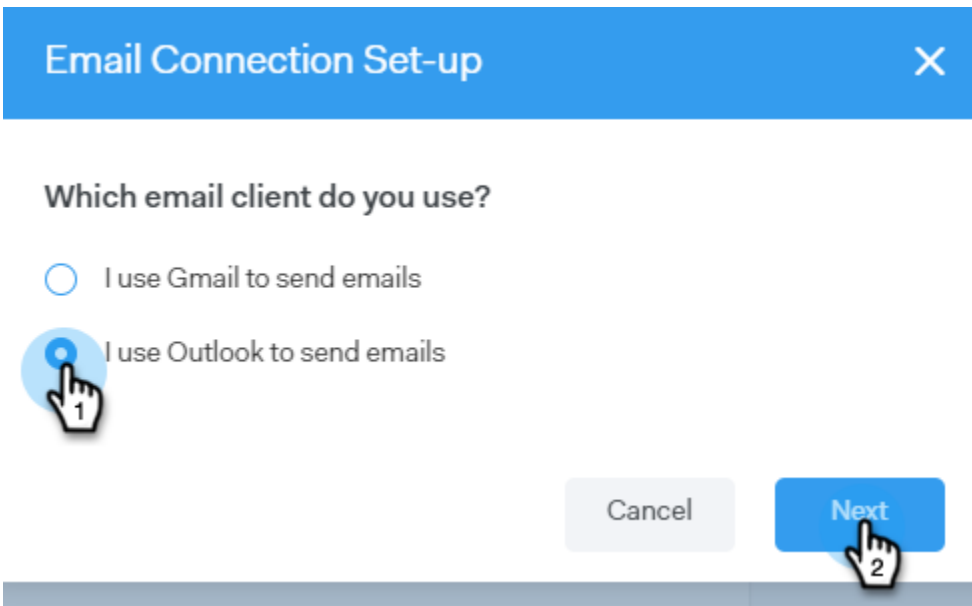 Email Connection Set-up
Which email client do you use?
I use Gmail to send emails
I use Outlook to send emails
1
Cancel
Next
2